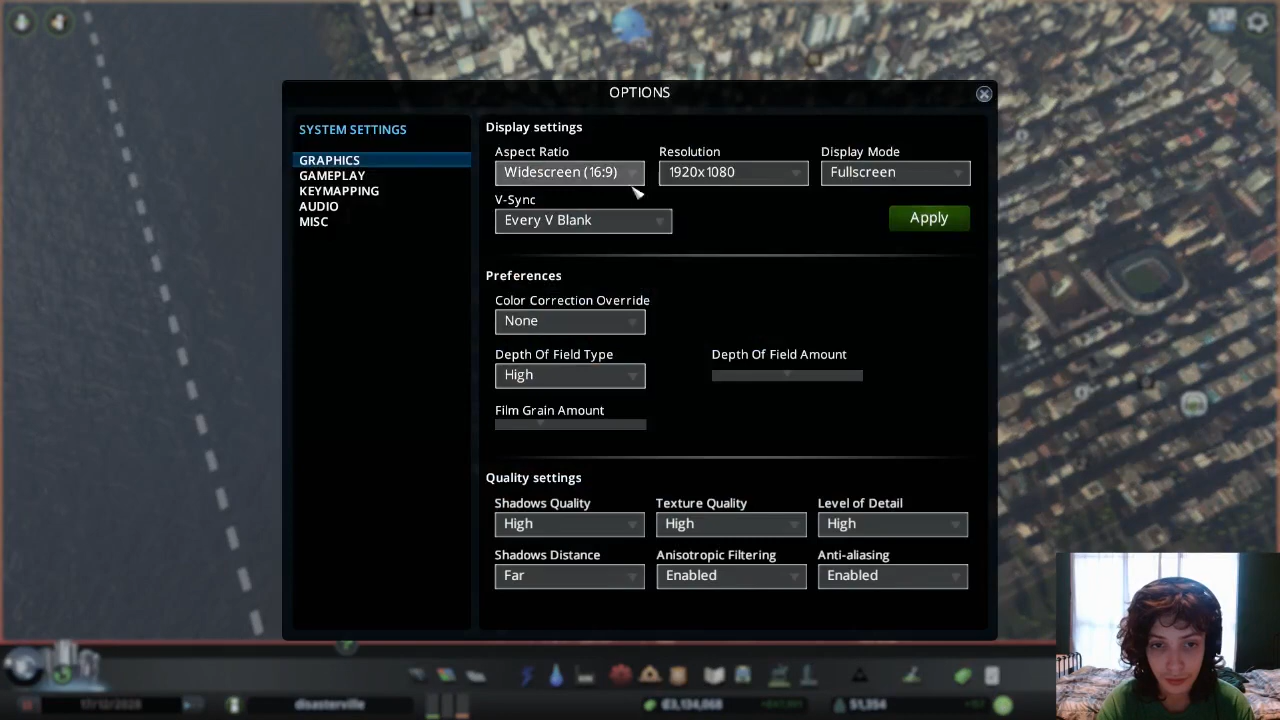 OPTIONS
SYSTEM SETTINGS
GRAPHICS
GAMEPLAY
KEYMAPPING
AUDIO
MISC
Display settings
Aspect Ratio Resolution Display Mode
Widescreen (16:9) 1920x1080 Fullscreen
V-Sync
Every V Blank Apply
Preferences
Color Correction Override
None
Depth Of Field Type Depth Of Field Amount
High
Film Grain Amount
Quality settings
Shadows Quality Texture Quality Level of Detail
High High High
Shadows Distance Anisotropic Filtering Anti-aliasing
Far Enabled Enabled
disasterville